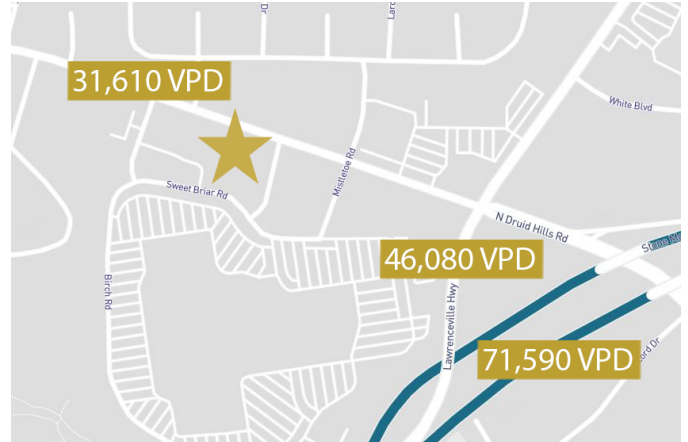 31,610 VPD
White Blvd
Mistletoe Rd
Sweet Briar Rd
N Druid Hills Rd
46,080 VPD
Birch Rd
Lawrenceville Hwy
71,590 VPD
Dr